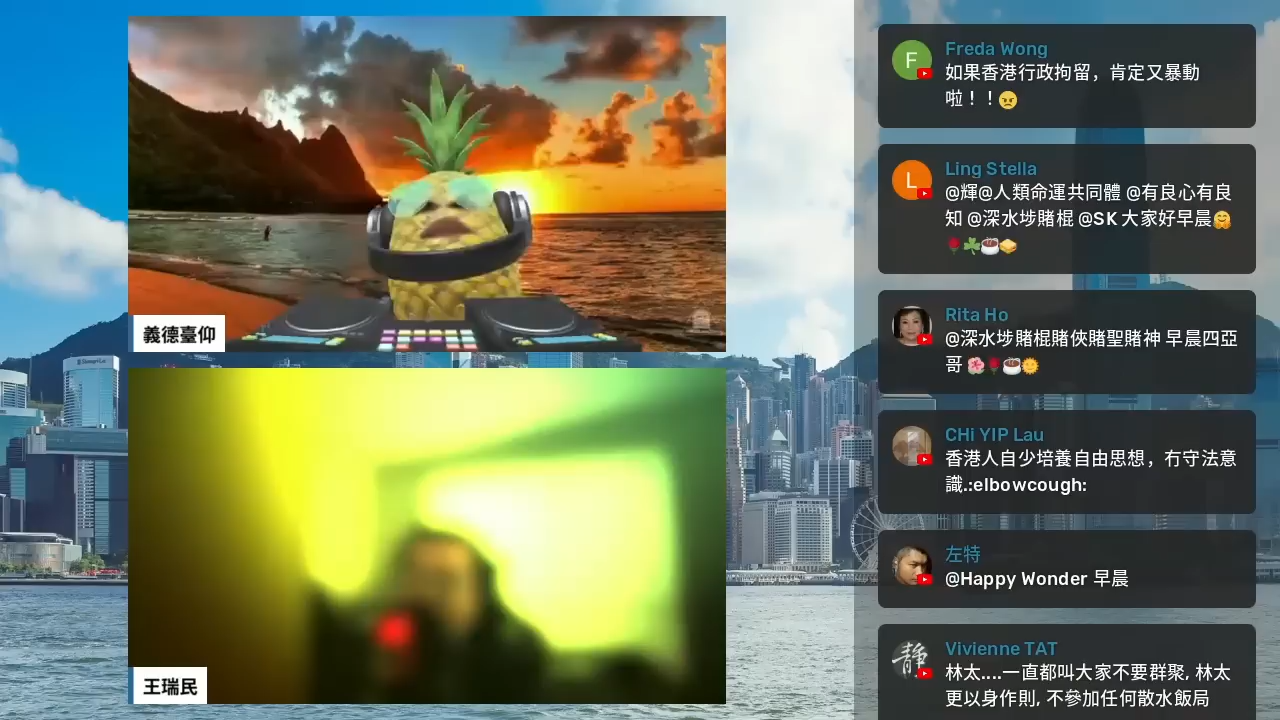 義德臺仰
王瑞民
F
Freda Wong
如果香港行政拘留，肯定又暴動
啦！！😠
L
Ling Stella
@輝@人類命運共同體 @有良心有良
知 @深水埗賭棍 @SK 大家好早晨🤗
🌹☘️☕🍞
Rita Ho
@深水埗賭棍賭俠賭聖賭神 早晨四亞
哥🌺🌹☕🌞
CHi YIP Lau
香港人自少培養自由思想，冇守法意
識.:elbowcough:
左特
@Happy Wonder 早晨
靜
Vivienne TAT
林太....一直都叫大家不要群聚, 林太
更以身作則, 不參加任何散水飯局